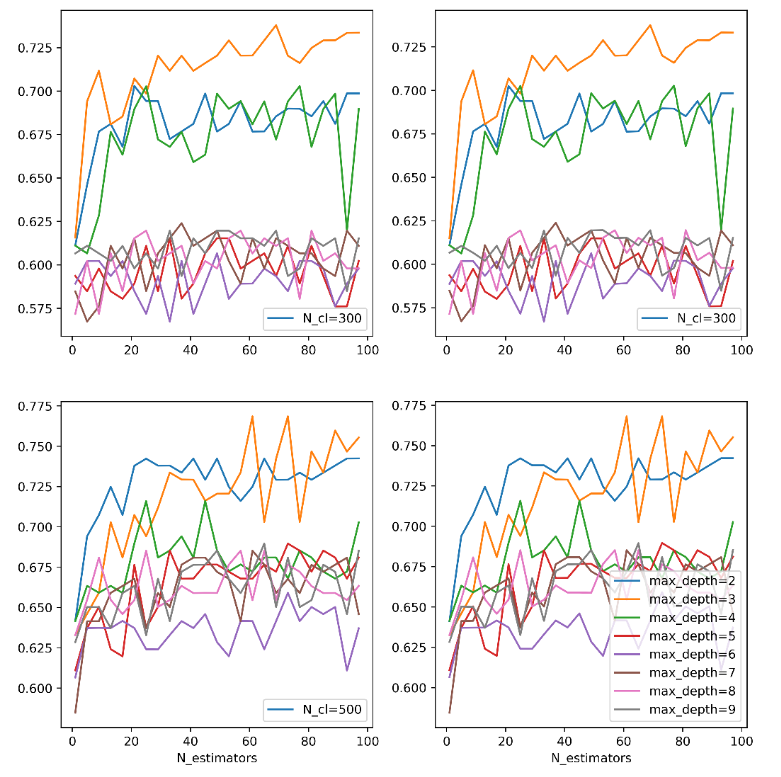 0.725
0.700
0.675
0.650
0.625
0.600
0.575
0 20 40 60 80 100
N_cl=300
0.725
0.700
0.675
0.650
0.625
0.600
0.575
0 20 40 60 80 100
N_cl=300
0.775
0.750
0.725
0.700
0.675
0.650
0.625
0.600
0 20 40 60 80 100
N_estimators
N_cl=500
0.775
0.750
0.725
0.700
0.675
0.650
0.625
0.600
0 20 40 60 80 100
N_estimators
max_depth=2
max_depth=3
max_depth=4
max_depth=5
max_depth=6
max_depth=7
max_depth=8
max_depth=9